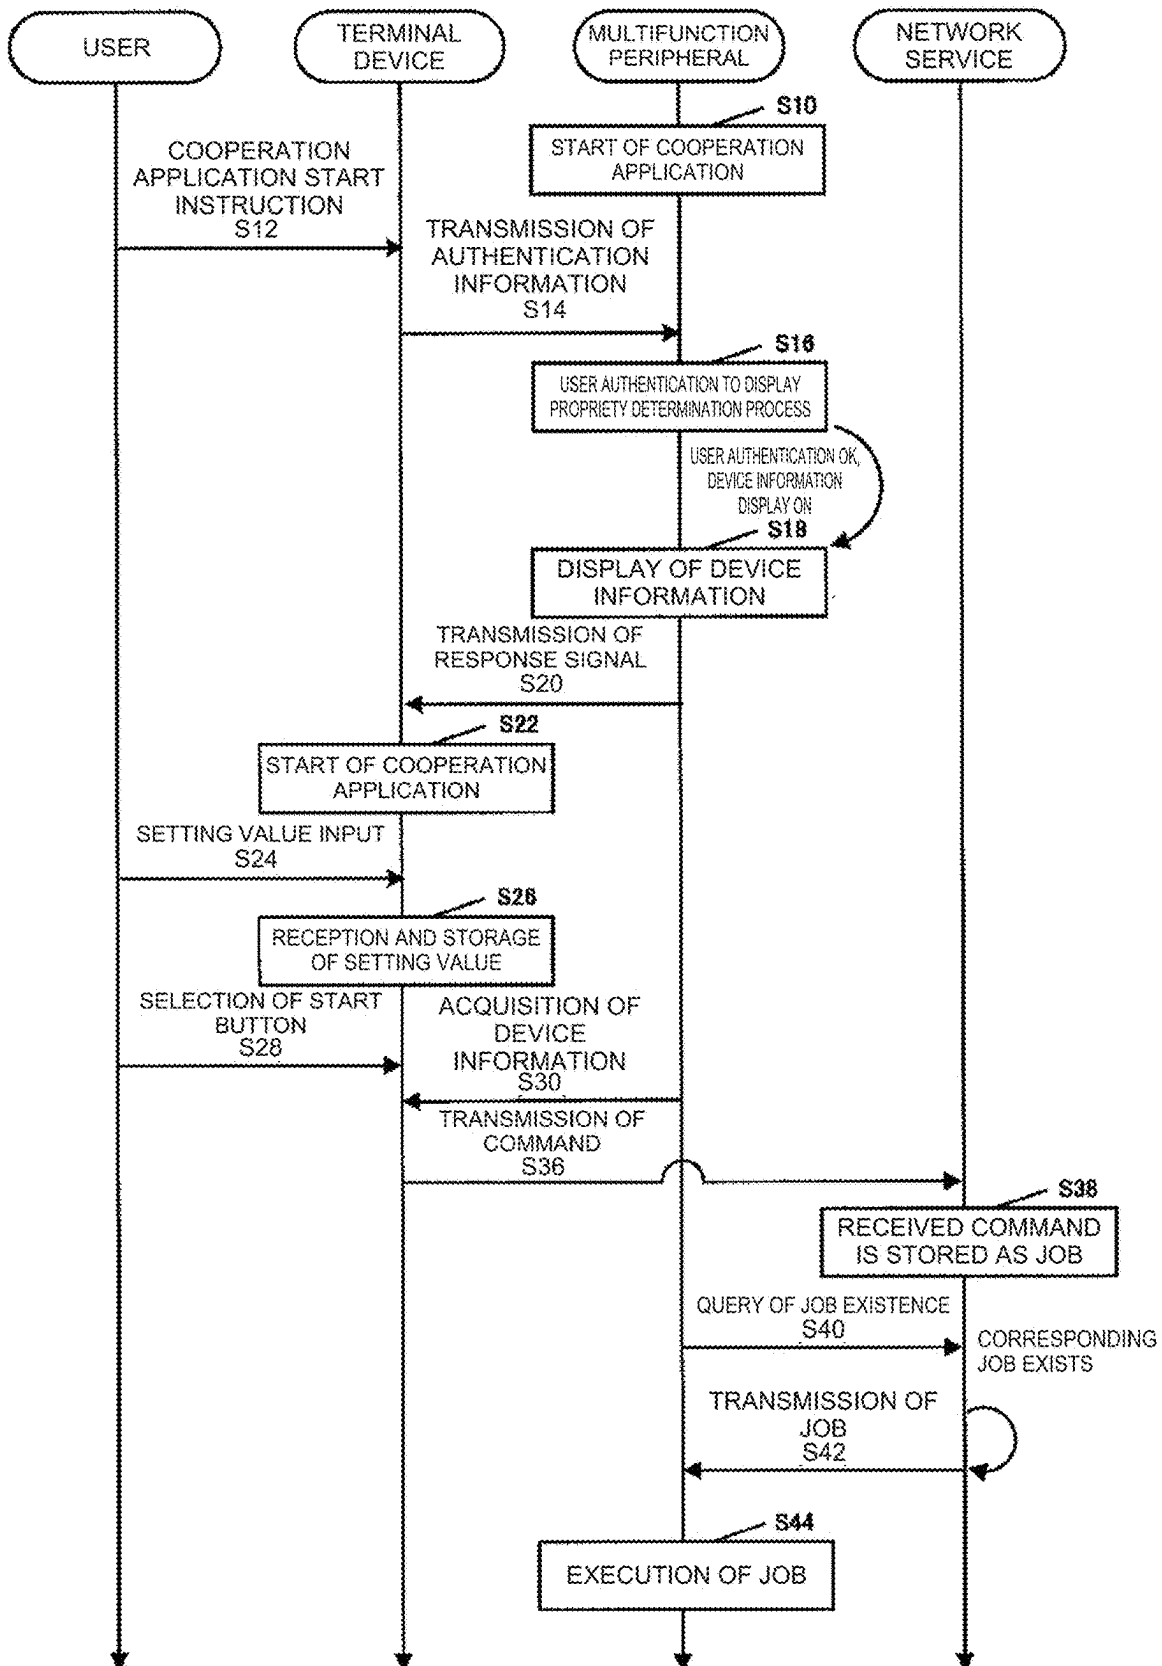 USER
TERMINAL
DEVICE
MULTIFUNCTION
PERIPHERAL
NETWORK
SERVICE
S10
START OF COOPERATION
APPLICATION
COOPERATION
APPLICATION START
INSTRUCTION
S12
TRANSMISSION OF
AUTHENTICATION
INFORMATION
S14
S16
USER AUTHENTICATION TO DISPLAY
PROPRIETY DETERMINATION PROCESS
USER AUTHENTICATION OK,
DEVICE INFORMATION
DISPLAY ON
S18
DISPLAY OF DEVICE
INFORMATION
TRANSMISSION OF
RESPONSE SIGNAL
S20
S22
START OF COOPERATION
APPLICATION
SETTING VALUE INPUT
S24
S26
RECEPTION AND STORAGE
OF SETTING VALUE
SELECTION OF START
BUTTON
S28
ACQUISITION OF
DEVICE
INFORMATION
S30
TRANSMISSION OF
COMMAND
S36
S38
RECEIVED COMMAND
IS STORED AS JOB
QUERY OF JOB EXISTENCE
S40
CORRESPONDING
JOB EXISTS
TRANSMISSION OF
JOB
S42
S44
EXECUTION OF JOB